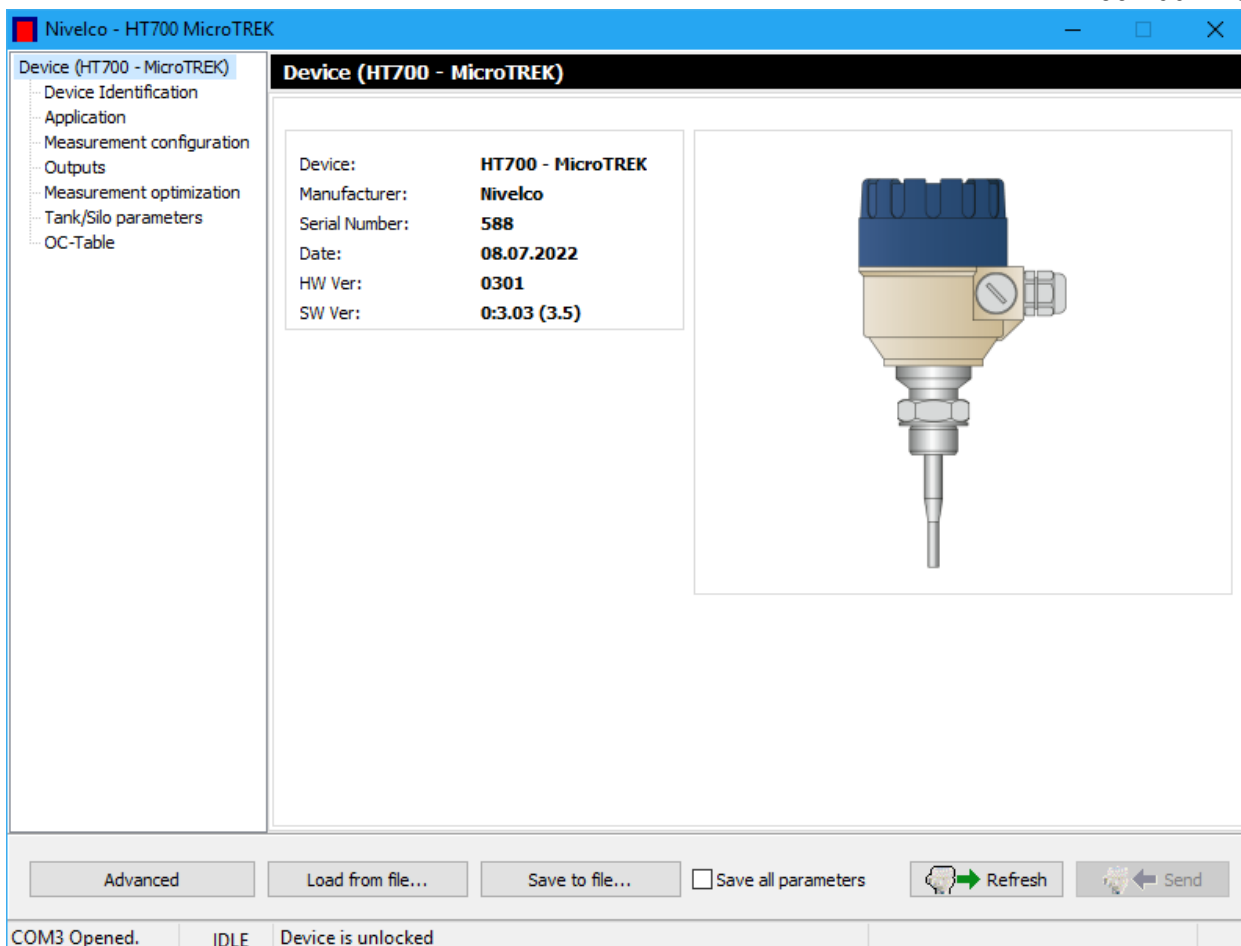 Nivelco - HT700 MicroTREK
Device (HT700 - MicroTREK)
Device Identification
Application
Measurement configuration
Outputs
Measurement optimization
Tank/Silo parameters
OC-Table
Device (HT700 - MicroTREK)
Device: HT700 - MicroTREK
Manufacturer: Nivelco
Serial Number: 588
Date: 08.07.2022
HW Ver: 0301
SW Ver: 0:3.03 (3.5)
Advanced Load from file... Save to file... Save all parameters Refresh Send
COM3 Opened. IDLE Device is unlocked